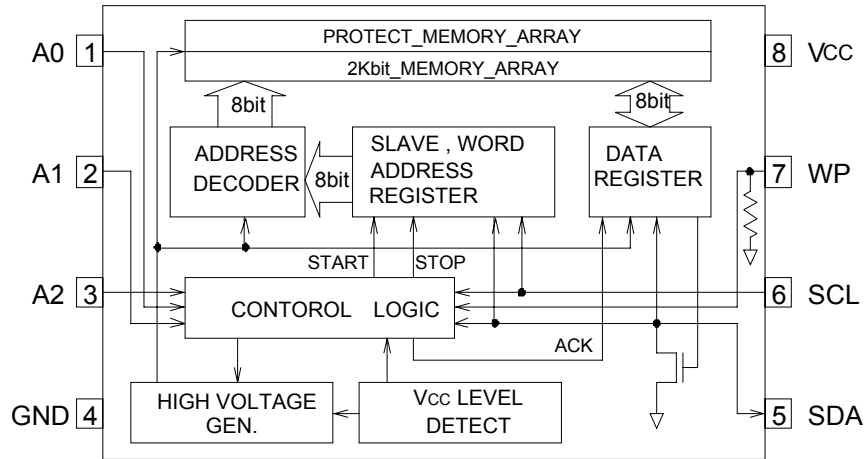 PROTECT_MEMORY_ARRAY
2Kbit_MEMORY_ARRAY
A0 1
8 VCC
8bit
8bit
ADDRESS
DECODER
8bit
SLAVE , WORD
ADDRESS
REGISTER
DATA
REGISTER
A1 2
7 WP
START
STOP
A2 3
CONTOROL LOGIC
6 SCL
ACK
GND 4
HIGH VOLTAGE
GEN.
VCC LEVEL
DETECT
5 SDA